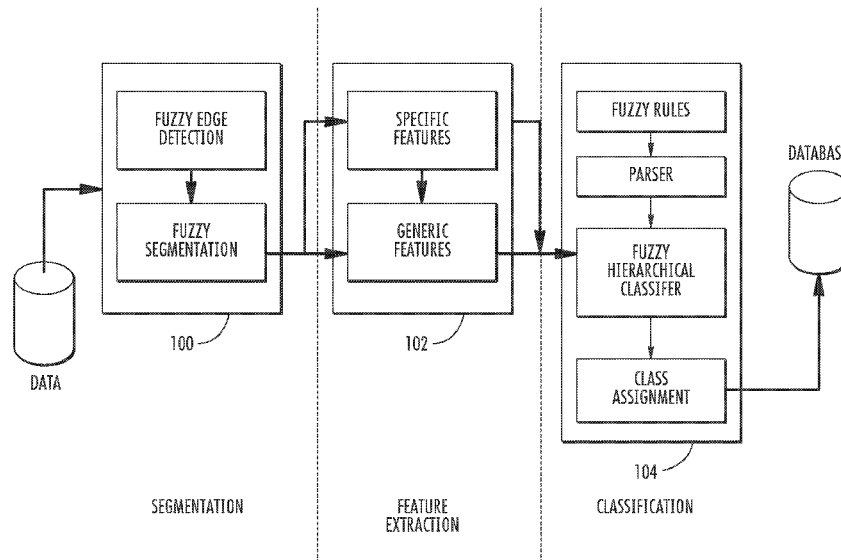 FUZZY EDGE
DETECTION
FUZZY
SEGMENTATION
DATA
100
SPECIFIC
FEATURES
GENERIC
FEATURES
102
FUZZY RULES
PARSER
FUZZY
HIERARCHICAL
CLASSIFER
CLASS
ASSIGNMENT
104
DATABAS
SEGMENTATION
FEATURE
EXTRACTION
CLASSIFICATION